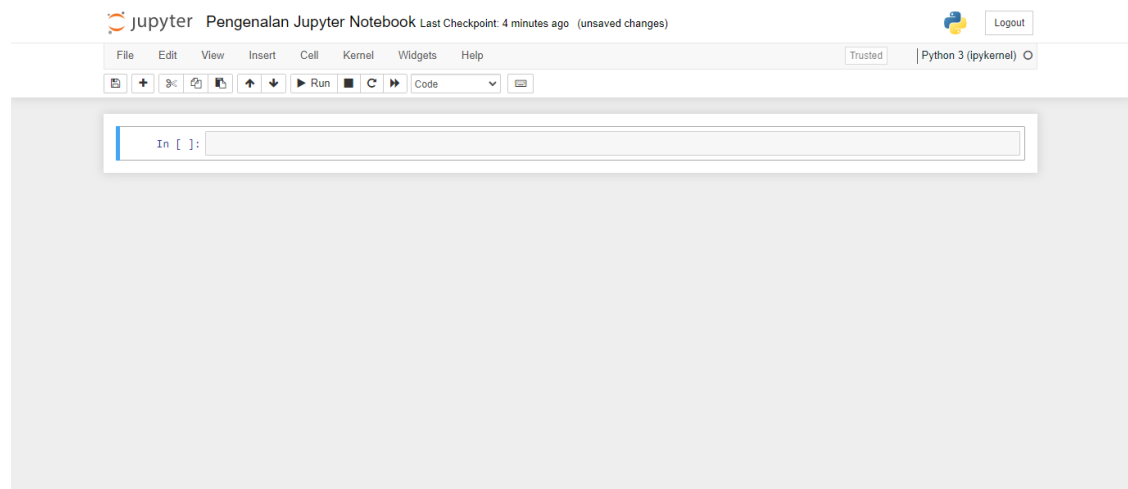 jupyter Pengenalan Jupyter Notebook Last Checkpoint: 4 minutes ago (unsaved changes) Logout
File Edit View Insert Cell Kernel Widgets Help Trusted Python 3 (ipykernel)
Run Code
In [ ]: